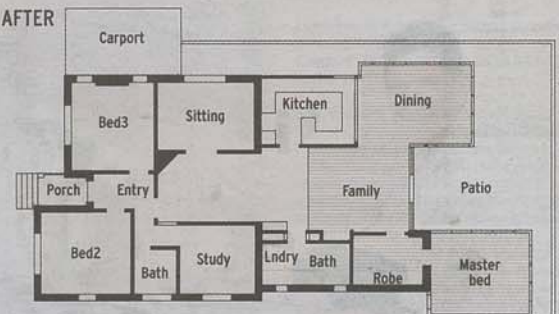 AFTER
Carport
Bed3
Sitting
Kitchen
Dining
Porch
Entry
Family
Patio
Bed2
Bath
Study
Lndry
Bath
Robe
Master
bed